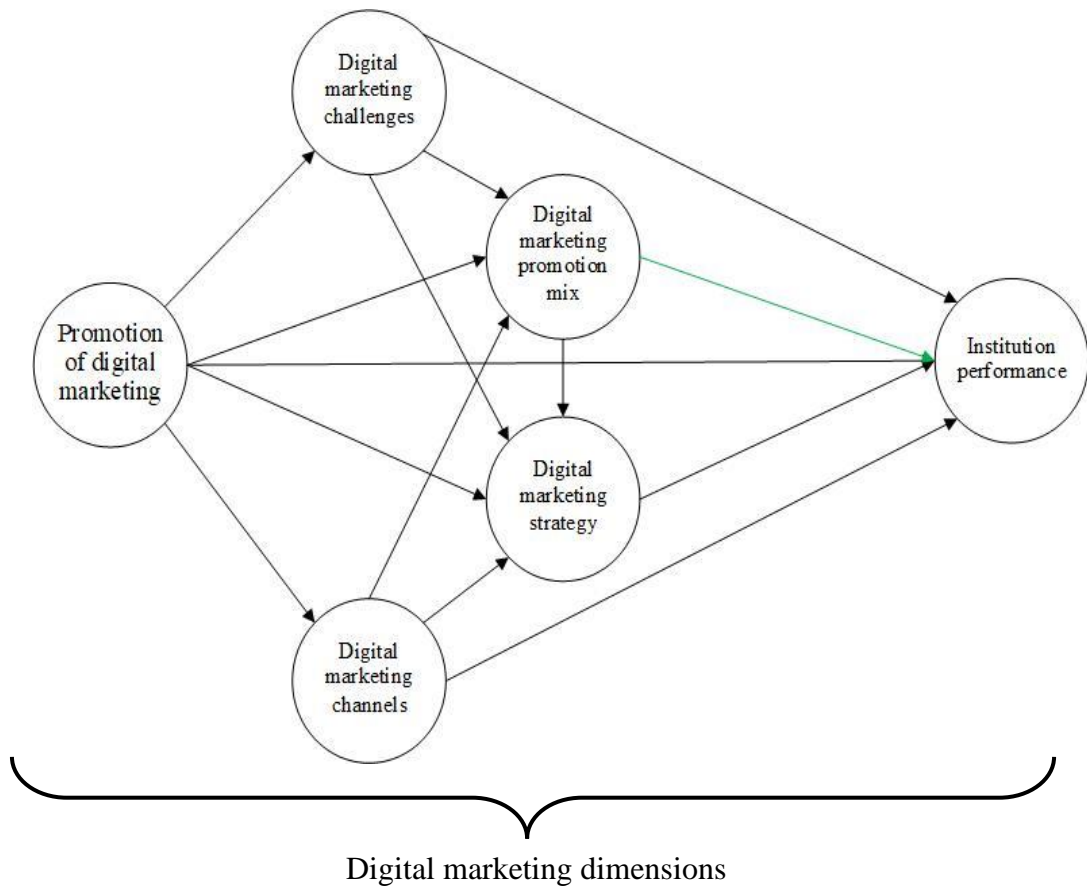 Digital
marketing
challenges
Digital
marketing
promotion
mix
Promotion
of digital
marketing
Institution
performance
Digital
marketing
strategy
Digital
marketing
channels
Digital marketing dimensions